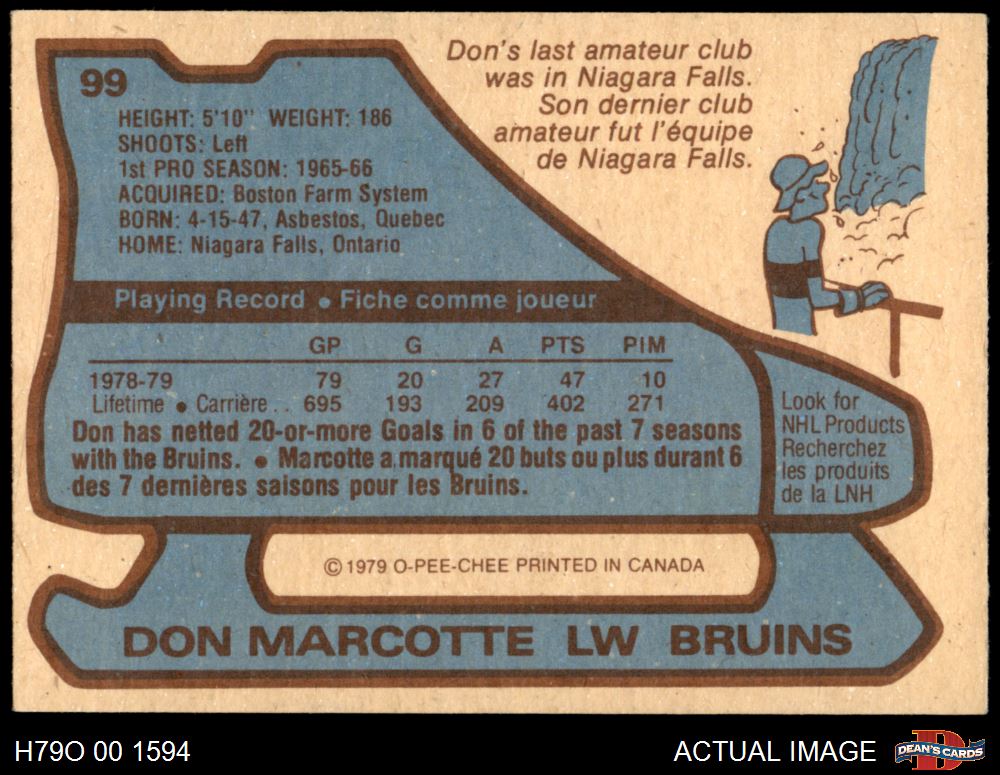 99
HEIGHT: 5'10" WEIGHT: 186
SHOOTS: Left
1st PRO SEASON: 1965-66
ACQUIRED: Boston Farm System
BORN: 4-15-47, Asbestos, Quebec
HOME: Niagara Falls, Ontario
Don's last amateur club
was in Niagara Falls.
Son dernier club
amateur fut l'équipe
de Niagara Falls.
Playing Record • Fiche comme joueur
GP G A PTS PIM
1978-79 79 20 27 47 10
Lifetime • Carrière . . 695 193 209 402 271
Don has netted 20-or-more Goals in 6 of the past 7 seasons
with the Bruins. • Marcotte a marqué 20 buts ou plus durant 6
des 7 dernières saisons pour les Bruins.
Look for
NHL Products
Recherchez
les produits
de la LNH
© 1979 O-PEE-CHEE PRINTED IN CANADA
DON MARCOTTE LW BRUINS
H79O 00 1594
ACTUAL IMAGE
D
DEAN'S CARDS